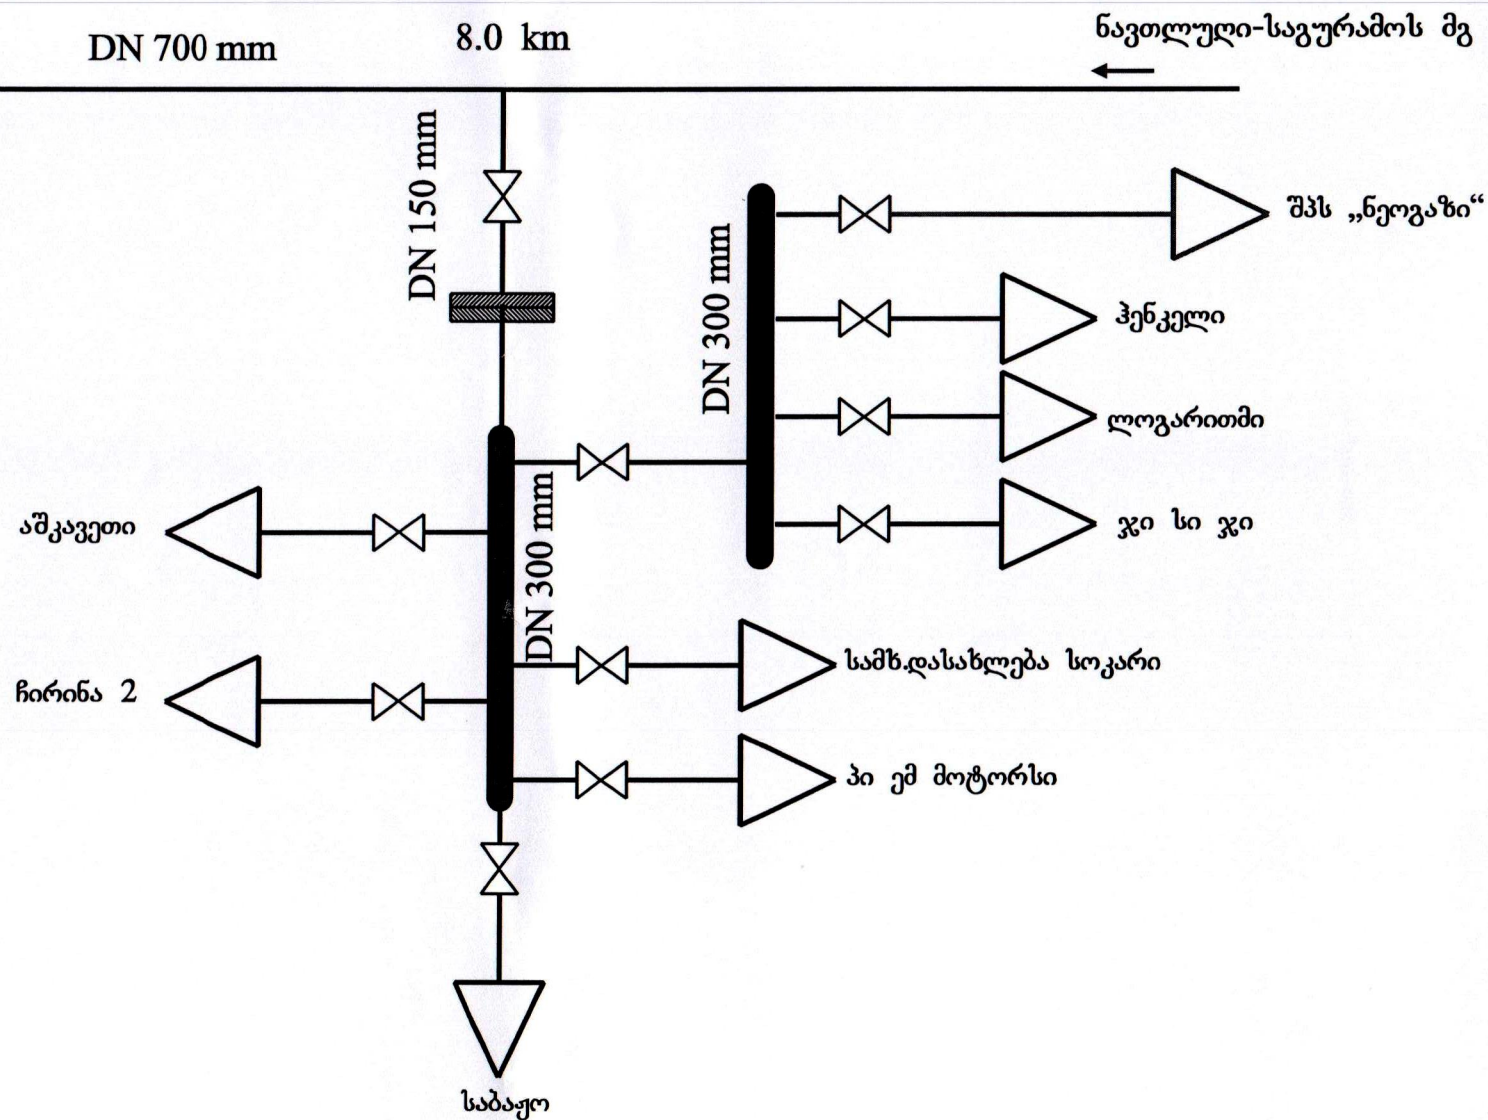 DN 700 mm
8.0 km
ნავთლუღი-საგურამოს მგ
DN 150 mm
DN 300 mm
შპს „ნეოგაზი“
ჰენკელი
ლოგარითმი
ჯი სი ჯი
აშკავეთი
DN 300 mm
სამხ.დასახლება სოკარი
ჩირინა 2
პი ემ მოტორსი
საბაჟო